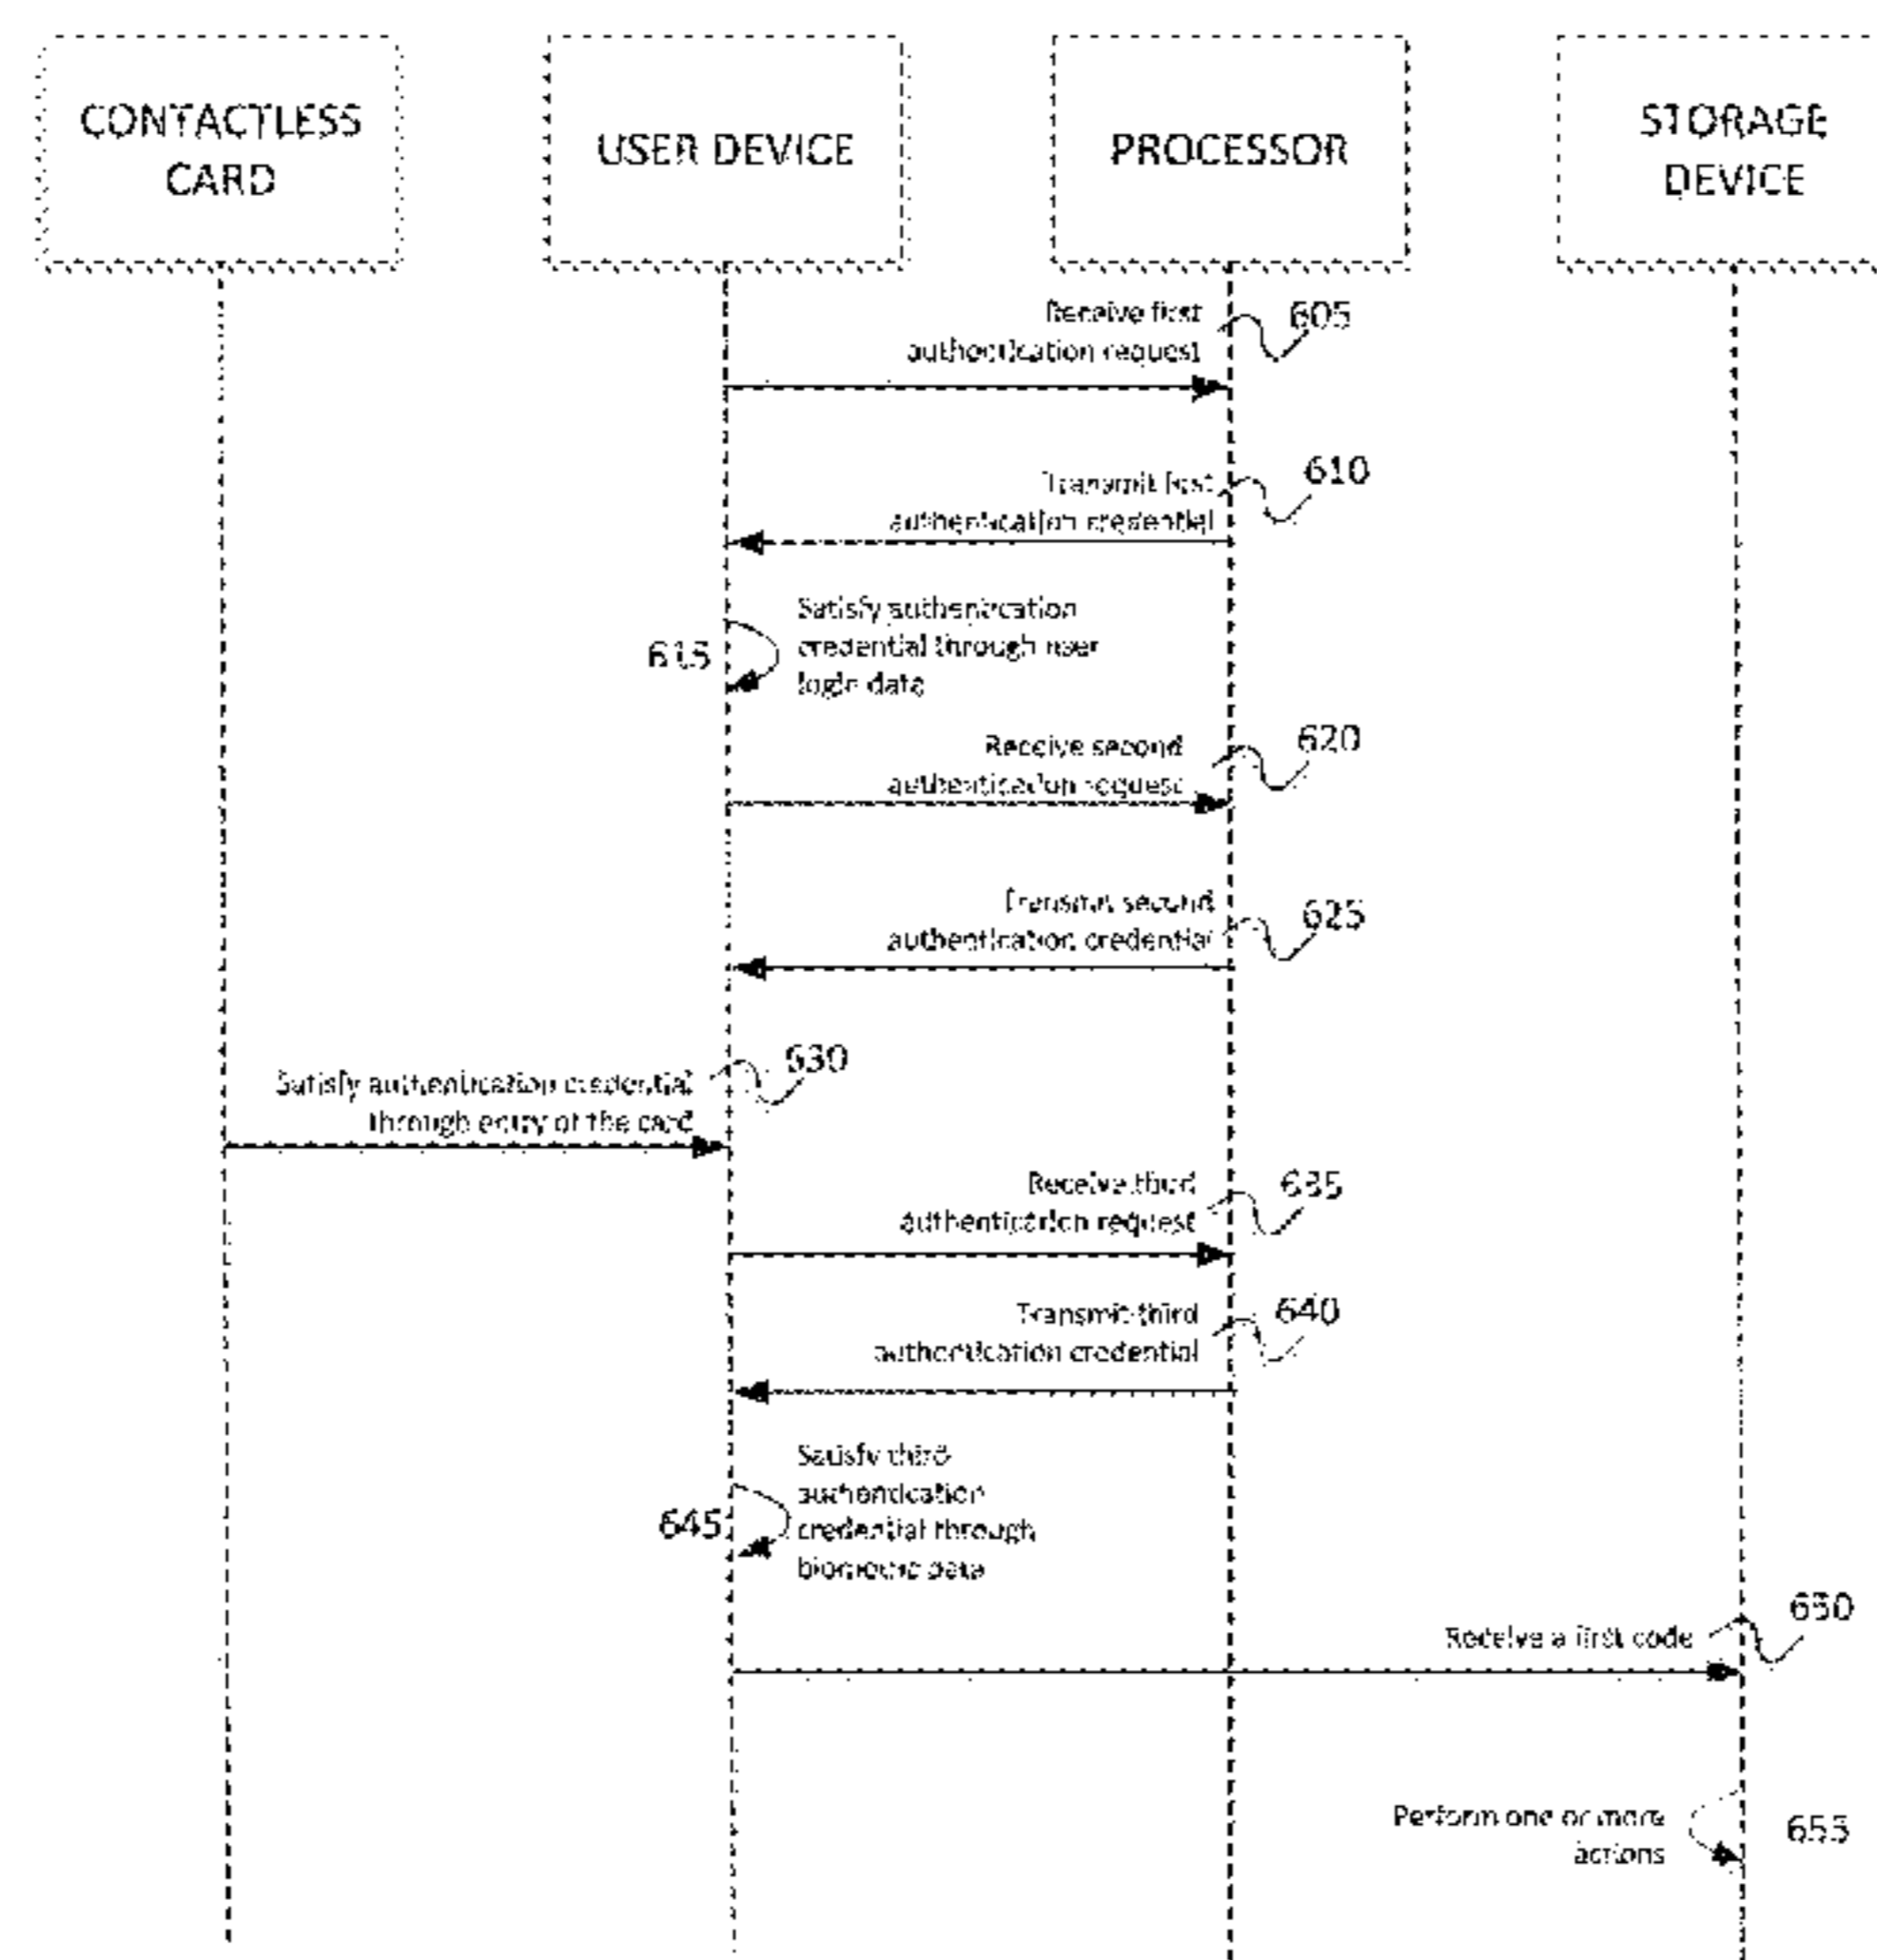 CONTACTLESS
CARD
USER DEVICE
PROCESSOR
STORAGE
DEVICE
Receive first
authentication request
605
Transmit first
authentication credential
610
Satisfy authentication
credential through user
login data
615
Receive second
authentication request
620
Transmit second
authentication credential
625
Satisfy authentication credential
through entry of the card
630
Receive third
authentication request
635
Transmit third
authentication credential
640
Satisfy third
authentication
credential through
biometric data
645
Receive a first code
650
Perform one or more
actions
655